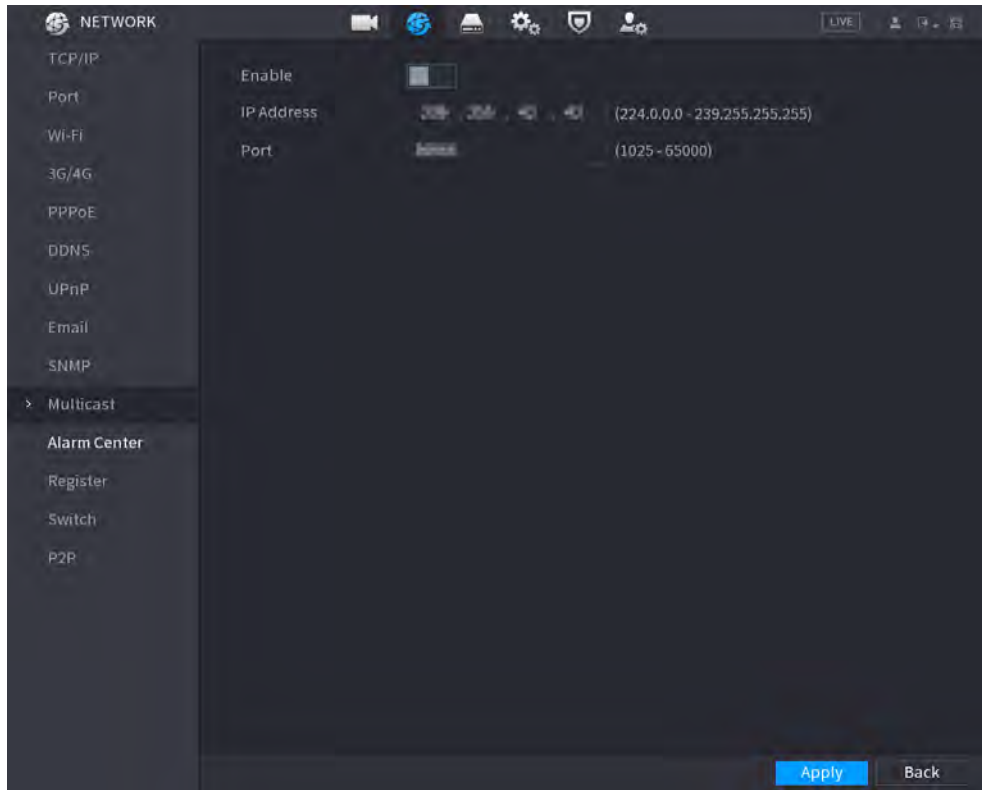 NETWORK
LIVE
TCP/IP
Port
Wi-Fi
3G/4G
PPPoE
DDNS
UPnP
Email
SNMP
> Multicast
Alarm Center
Register
Switch
P2P
Enable
IP Address (224.0.0.0 - 239.255.255.255)
Port (1025 - 65000)
Apply Back